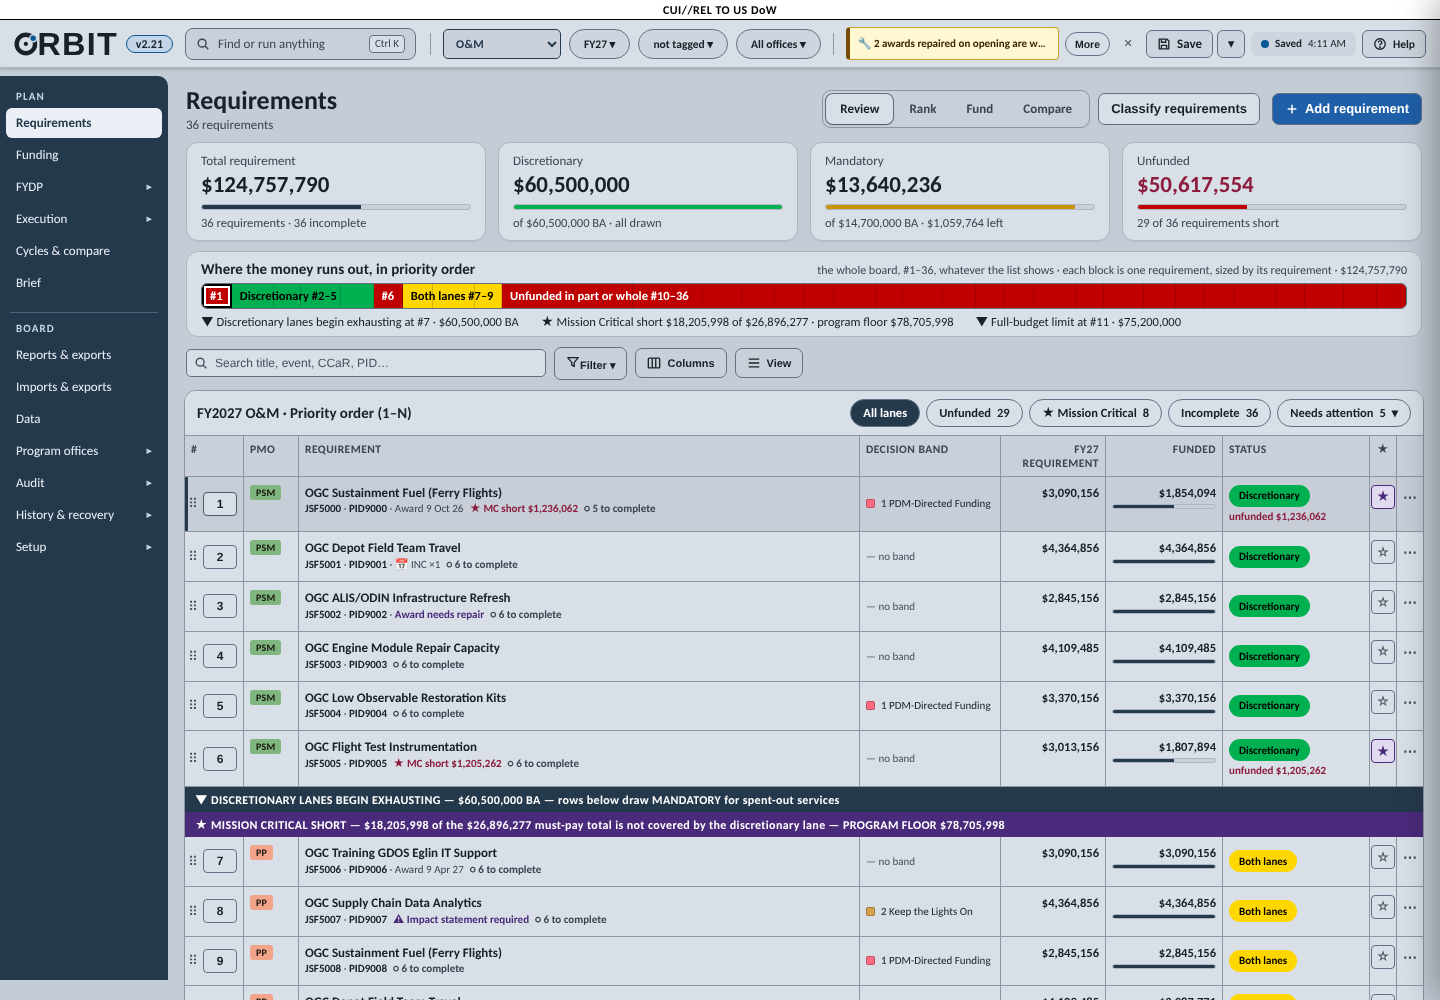 CUI//REL TO US DoW
ORBIT v2.21 Find or run anything Ctrl K O&M FY27 ▾ not tagged ▾ All offices ▾ 🔧 2 awards repaired on opening are w... More × Save ▾ Saved 4:11 AM Help
PLAN
Requirements
Funding
FYDP ▸
Execution ▸
Cycles & compare
Brief
BOARD
Reports & exports
Imports & exports
Data
Program offices ▸
Audit ▸
History & recovery ▸
Setup ▸
Requirements
36 requirements
Review Rank Fund Compare Classify requirements + Add requirement
Total requirement
$124,757,790
36 requirements · 36 incomplete
Discretionary
$60,500,000
of $60,500,000 BA · all drawn
Mandatory
$13,640,236
of $14,700,000 BA · $1,059,764 left
Unfunded
$50,617,554
29 of 36 requirements short
Where the money runs out, in priority order
the whole board, #1–36, whatever the list shows · each block is one requirement, sized by its requirement · $124,757,790
#1 Discretionary #2–5 #6 Both lanes #7–9 Unfunded in part or whole #10–36
▼ Discretionary lanes begin exhausting at #7 · $60,500,000 BA ★ Mission Critical short $18,205,998 of $26,896,277 · program floor $78,705,998 ▼ Full-budget limit at #11 · $75,200,000
Search title, event, CCaR, PID… Filter ▾ Columns View
FY2027 O&M · Priority order (1–N) All lanes Unfunded 29 ★ Mission Critical 8 Incomplete 36 Needs attention 5 ▾
# PMO REQUIREMENT DECISION BAND FY27 REQUIREMENT FUNDED STATUS ★
1 PSM OGC Sustainment Fuel (Ferry Flights) 1 PDM-Directed Funding $3,090,156 $1,854,094 Discretionary ★ ⋯
JSF5000 · PID9000 · Award 9 Oct 26 ★ MC short $1,236,062 5 to complete unfunded $1,236,062
2 PSM OGC Depot Field Team Travel — no band $4,364,856 $4,364,856 Discretionary ☆ ⋯
JSF5001 · PID9001 · 📅 INC ×1 6 to complete
3 PSM OGC ALIS/ODIN Infrastructure Refresh — no band $2,845,156 $2,845,156 Discretionary ☆ ⋯
JSF5002 · PID9002 · Award needs repair 6 to complete
4 PSM OGC Engine Module Repair Capacity — no band $4,109,485 $4,109,485 Discretionary ☆ ⋯
JSF5003 · PID9003 6 to complete
5 PSM OGC Low Observable Restoration Kits 1 PDM-Directed Funding $3,370,156 $3,370,156 Discretionary ☆ ⋯
JSF5004 · PID9004 6 to complete
6 PSM OGC Flight Test Instrumentation — no band $3,013,156 $1,807,894 Discretionary ★ ⋯
JSF5005 · PID9005 ★ MC short $1,205,262 6 to complete unfunded $1,205,262
▼ DISCRETIONARY LANES BEGIN EXHAUSTING — $60,500,000 BA — rows below draw MANDATORY for spent-out services
★ MISSION CRITICAL SHORT — $18,205,998 of the $26,896,277 must-pay total is not covered by the discretionary lane — PROGRAM FLOOR $78,705,998
7 PP OGC Training GDOS Eglin IT Support — no band $3,090,156 $3,090,156 Both lanes ☆ ⋯
JSF5006 · PID9006 · Award 9 Apr 27 6 to complete
8 PP OGC Supply Chain Data Analytics 2 Keep the Lights On $4,364,856 $4,364,856 Both lanes ☆ ⋯
JSF5007 · PID9007 ⚠ Impact statement required 6 to complete
9 PP OGC Sustainment Fuel (Ferry Flights) 1 PDM-Directed Funding $2,845,156 $2,845,156 Both lanes ☆ ⋯
JSF5008 · PID9008 6 to complete